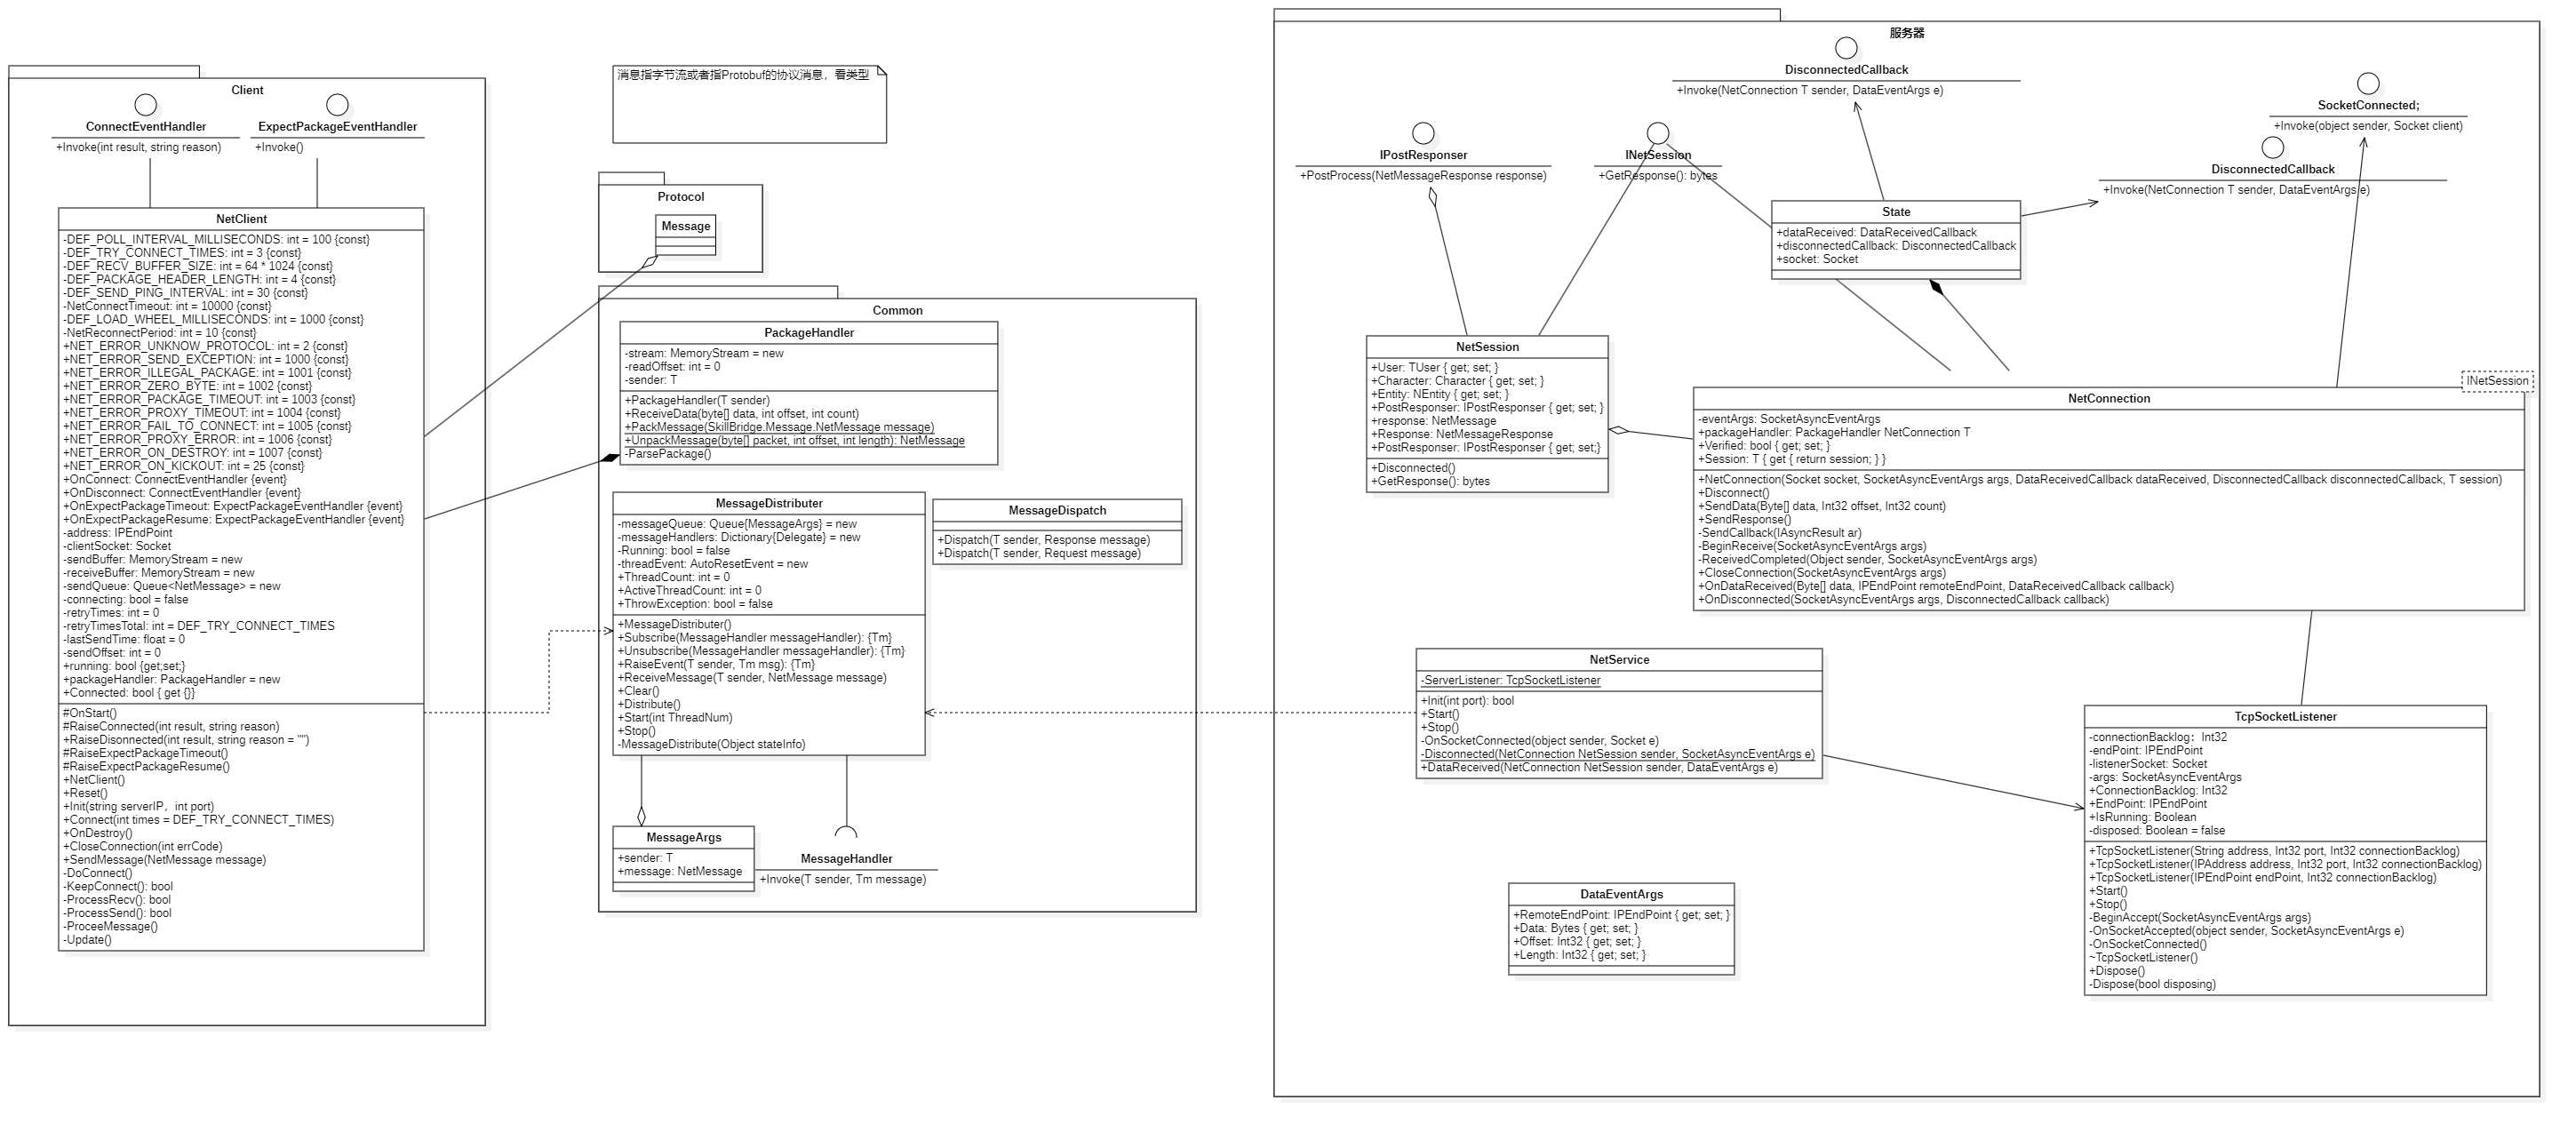 Client
ConnectEventHandler
+Invoke(int result, string reason)
ExpectPackageEventHandler
+Invoke()
NetClient
-DEF_POLL_INTERVAL_MILLISECONDS: int = 100 {const}
-DEF_TRY_CONNECT_TIMES: int = 3 {const}
-DEF_RECV_BUFFER_SIZE: int = 64 * 1024 {const}
-DEF_PACKAGE_HEADER_LENGTH: int = 4 {const}
-DEF_SEND_PING_INTERVAL: int = 30 {const}
-NetConnectTimeout: int = 10000 {const}
-DEF_LOAD_WHEEL_MILLISECONDS: int = 1000 {const}
-NetReconnectPeriod: int = 10 {const}
+NET_ERROR_UNKNOW_PROTOCOL: int = 2 {const}
+NET_ERROR_SEND_EXCEPTION: int = 1000 {const}
+NET_ERROR_ILLEGAL_PACKAGE: int = 1001 {const}
+NET_ERROR_ZERO_BYTE: int = 1002 {const}
+NET_ERROR_PACKAGE_TIMEOUT: int = 1003 {const}
+NET_ERROR_PROXY_TIMEOUT: int = 1004 {const}
+NET_ERROR_FAIL_TO_CONNECT: int = 1005 {const}
+NET_ERROR_PROXY_ERROR: int = 1006 {const}
+NET_ERROR_ON_DESTROY: int = 1007 {const}
+NET_ERROR_ON_KICKOUT: int = 25 {const}
+OnConnect: ConnectEventHandler {event}
+OnDisconnect: ConnectEventHandler {event}
+OnExpectPackageTimeout: ExpectPackageEventHandler {event}
+OnExpectPackageResume: ExpectPackageEventHandler {event}
-address: IPEndPoint
-clientSocket: Socket
-sendBuffer: MemoryStream = new
-receiveBuffer: MemoryStream = new
-sendQueue: Queue<NetMessage> = new
-connecting: bool = false
-retryTimes: int = 0
-retryTimesTotal: int = DEF_TRY_CONNECT_TIMES
-lastSendTime: float = 0
-sendOffset: int = 0
+running: bool {get;set;}
+packageHandler: PackageHandler = new
+Connected: bool { get {}}
#OnStart()
#RaiseConnected(int result, string reason)
+RaiseDisonnected(int result, string reason = "")
#RaiseExpectPackageTimeout()
#RaiseExpectPackageResume()
+NetClient()
+Reset()
+Init(string serverIP，int port)
+Connect(int times = DEF_TRY_CONNECT_TIMES)
+OnDestroy()
+CloseConnection(int errCode)
+SendMessage(NetMessage message)
-DoConnect()
-KeepConnect(): bool
-ProcessRecv(): bool
-ProcessSend(): bool
-ProceeMessage()
-Update()
消息指字节流或者指Protobuf的协议消息，看类型
Protocol
Message
Common
PackageHandler
-stream: MemoryStream = new
-readOffset: int = 0
-sender: T
+PackageHandler(T sender)
+ReceiveData(byte[] data, int offset, int count)
+PackMessage(SkillBridge.Message.NetMessage message)
+UnpackMessage(byte[] packet, int offset, int length): NetMessage
-ParsePackage()
MessageDistributer
-messageQueue: Queue{MessageArgs} = new
-messageHandlers: Dictionary{Delegate} = new
-Running: bool = false
-threadEvent: AutoResetEvent = new
+ThreadCount: int = 0
+ActiveThreadCount: int = 0
+ThrowException: bool = false
+MessageDistributer()
+Subscribe(MessageHandler messageHandler): {Tm}
+Unsubscribe(MessageHandler messageHandler): {Tm}
+RaiseEvent(T sender, Tm msg): {Tm}
+ReceiveMessage(T sender, NetMessage message)
+Clear()
+Distribute()
+Start(int ThreadNum)
+Stop()
-MessageDistribute(Object stateInfo)
MessageDispatch
+Dispatch(T sender, Response message)
+Dispatch(T sender, Request message)
MessageArgs
+sender: T
+message: NetMessage
MessageHandler
+Invoke(T sender, Tm message)
服务器
DisconnectedCallback
+Invoke(NetConnection T sender, DataEventArgs e)
SocketConnected;
+Invoke(object sender, Socket client)
IPostResponser
+PostProcess(NetMessageResponse response)
INetSession
+GetResponse(): bytes
DisconnectedCallback
+Invoke(NetConnection T sender, DataEventArgs e)
State
+dataReceived: DataReceivedCallback
+disconnectedCallback: DisconnectedCallback
+socket: Socket
NetSession
+User: TUser { get; set; }
+Character: Character { get; set; }
+Entity: NEntity { get; set; }
+PostResponser: IPostResponser { get; set; }
+response: NetMessage
+Response: NetMessageResponse
+PostResponser: IPostResponser { get; set;}
+Disconnected()
+GetResponse(): bytes
INetSession
NetConnection
-eventArgs: SocketAsyncEventArgs
+packageHandler: PackageHandler NetConnection T
+Verified: bool { get; set; }
+Session: T { get { return session; } }
+NetConnection(Socket socket, SocketAsyncEventArgs args, DataReceivedCallback dataReceived, DisconnectedCallback disconnectedCallback, T session)
+Disconnect()
+SendData(Byte[] data, Int32 offset, Int32 count)
+SendResponse()
-SendCallback(IAsyncResult ar)
-BeginReceive(SocketAsyncEventArgs args)
-ReceivedCompleted(Object sender, SocketAsyncEventArgs args)
+CloseConnection(SocketAsyncEventArgs args)
+OnDataReceived(Byte[] data, IPEndPoint remoteEndPoint, DataReceivedCallback callback)
+OnDisconnected(SocketAsyncEventArgs args, DisconnectedCallback callback)
NetService
-ServerListener: TcpSocketListener
+Init(int port): bool
+Start()
+Stop()
-OnSocketConnected(object sender, Socket e)
-Disconnected(NetConnection NetSession sender, SocketAsyncEventArgs e)
+DataReceived(NetConnection NetSession sender, DataEventArgs e)
TcpSocketListener
-connectionBacklog：Int32
-endPoint: IPEndPoint
-listenerSocket: Socket
-args: SocketAsyncEventArgs
+ConnectionBacklog: Int32
+EndPoint: IPEndPoint
+IsRunning: Boolean
-disposed: Boolean = false
+TcpSocketListener(String address, Int32 port, Int32 connectionBacklog)
+TcpSocketListener(IPAddress address, Int32 port, Int32 connectionBacklog)
+TcpSocketListener(IPEndPoint endPoint, Int32 connectionBacklog)
+Start()
+Stop()
-BeginAccept(SocketAsyncEventArgs args)
-OnSocketAccepted(object sender, SocketAsyncEventArgs e)
-OnSocketConnected()
~TcpSocketListener()
+Dispose()
-Dispose(bool disposing)
DataEventArgs
+RemoteEndPoint: IPEndPoint { get; set; }
+Data: Bytes { get; set; }
+Offset: Int32 { get; set; }
+Length: Int32 { get; set; }